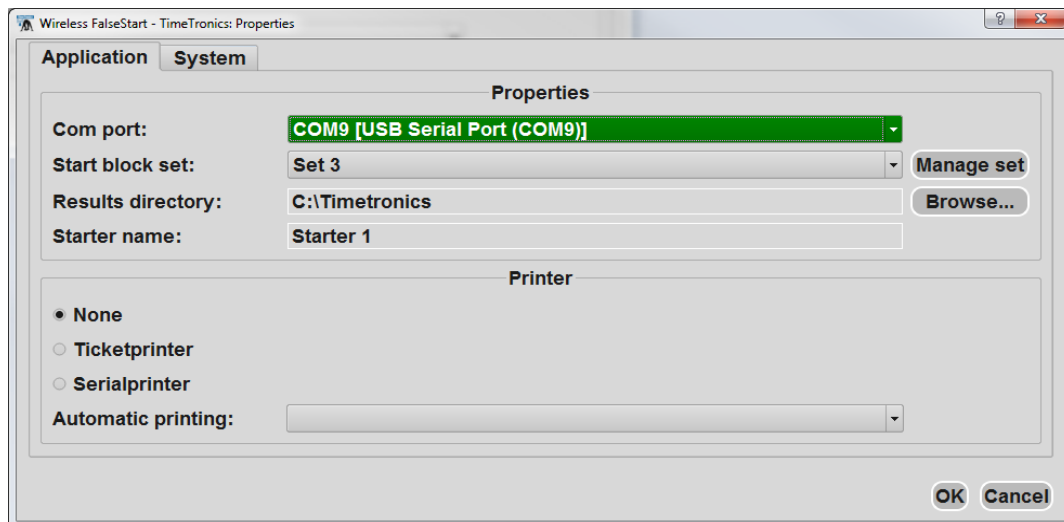 Wireless FalseStart - TimeTronics: Properties
Application System
Properties
Com port: COM9 [USB Serial Port (COM9)]
Start block set: Set 3 Manage set
Results directory: C:\Timetronics Browse...
Starter name: Starter 1
Printer
None
Ticketprinter
Serialprinter
Automatic printing:
OK Cancel